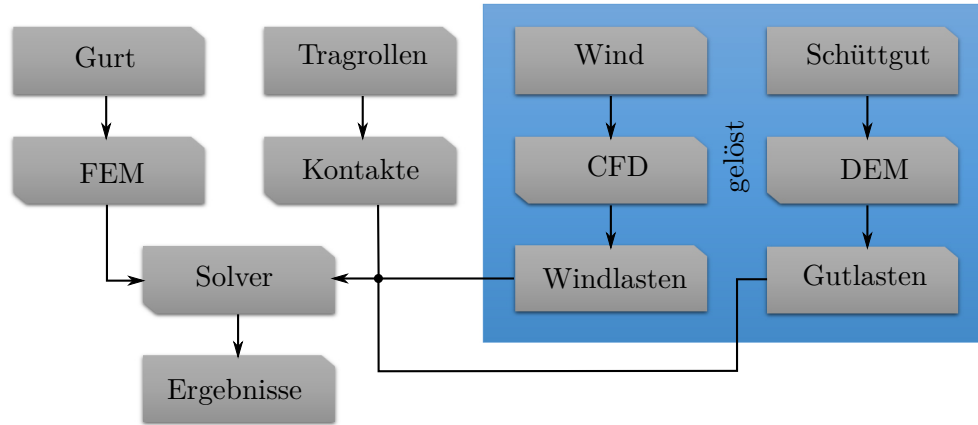 Gurt
Tragrollen
Wind
Schüttgut
FEM
Kontakte
CFD
gelöst
DEM
Solver
Windlasten
Gutlasten
Ergebnisse